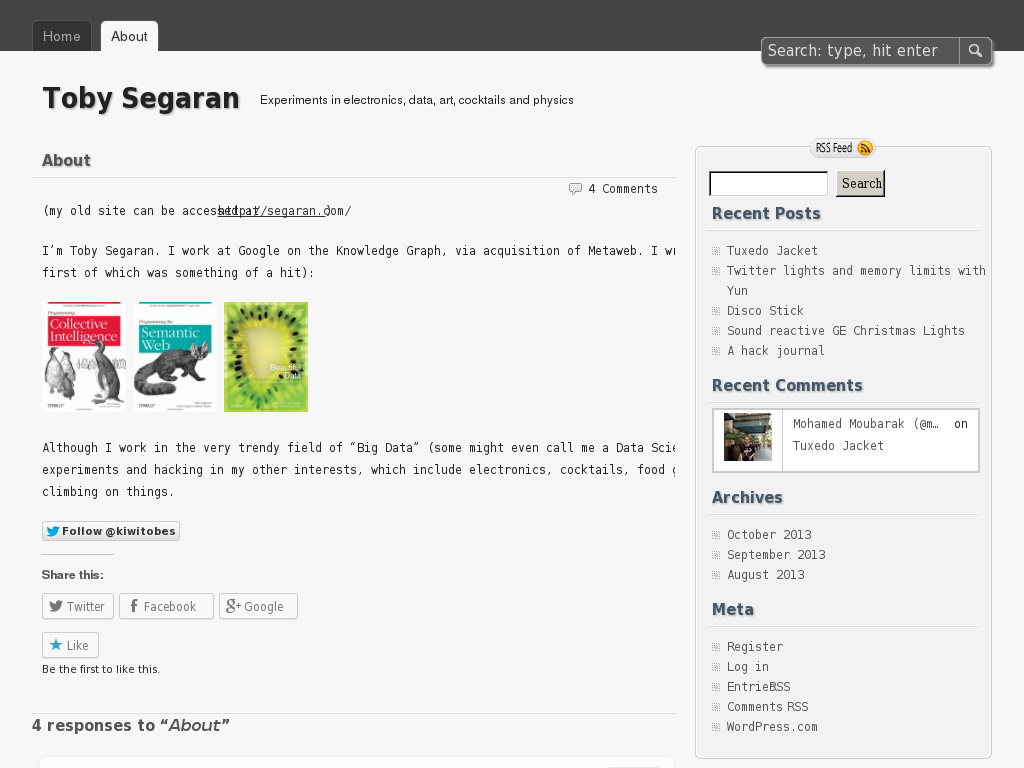 Home
About
Search: type, hit enter
Toby Segaran
Experiments in electronics, data, art, cocktails and physics
About
4 Comments
(my old site can be accessed at http://segaran.com/)
I'm Toby Segaran. I work at Google on the Knowledge Graph, via acquisition of Metaweb. I
first of which was something of a hit):
Programming
Collective
Intelligence
O'REILLY
Programming the
Semantic
Web
O'REILLY
Beautiful
Data
Although I work in the very trendy field of “Big Data” (some might even call me a Data
experiments and hacking in my other interests, which include electronics, cocktails, food
climbing on things.
Follow @kiwitobes
Share this:
Twitter
Facebook
Google
Like
Be the first to like this.
4 responses to “About”
RSS Feed
Search
Recent Posts
Tuxedo Jacket
Twitter lights and memory limits with
Yun
Disco Stick
Sound reactive GE Christmas Lights
A hack journal
Recent Comments
Mohamed Moubarak (@m… on
Tuxedo Jacket
Archives
October 2013
September 2013
August 2013
Meta
Register
Log in
Entries RSS
Comments RSS
WordPress.com